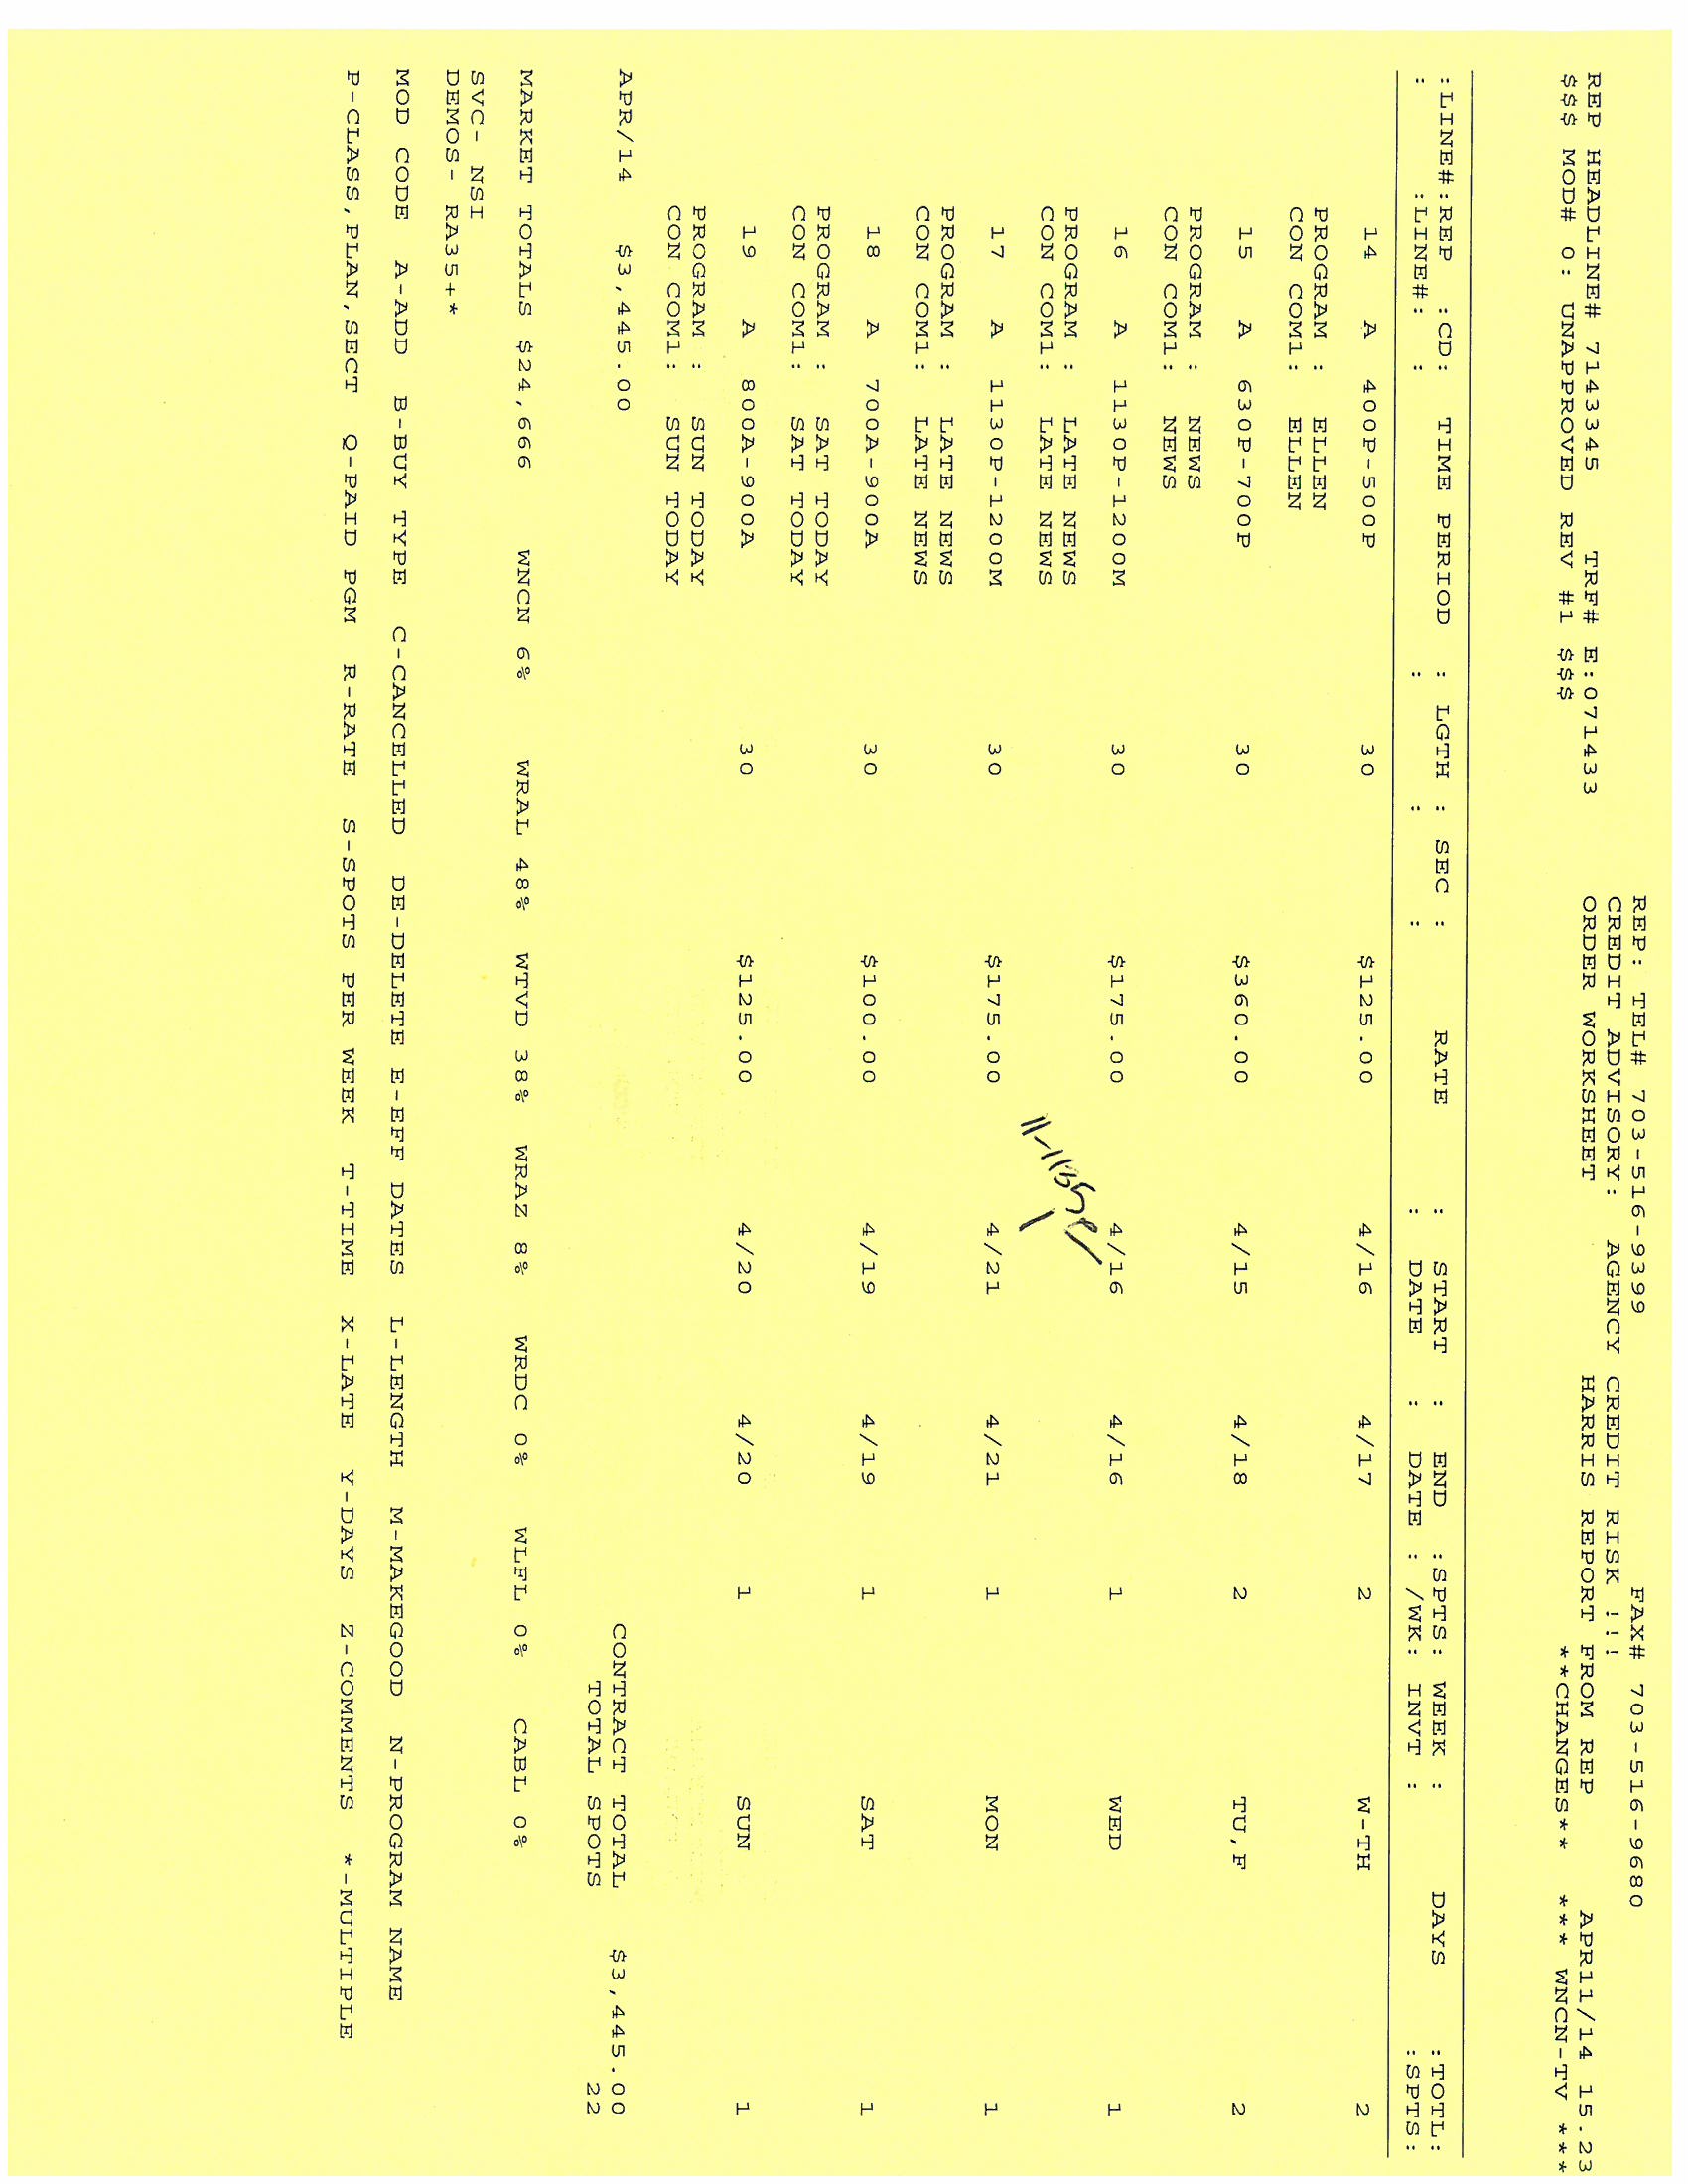 REP: TEL# 703-516-9399 FAX# 703-516-9680
CREDIT ADVISORY: AGENCY CREDIT RISK !!!
REP HEADLINE# 7143345 TRF# E:071433 ORDER WORKSHEET HARRIS REPORT FROM REP APR11/14 15.23
$$$ MOD# 0: UNAPPROVED REV #1 $$$ **CHANGES** *** WNCN-TV ***
:LINE#:REP :CD: TIME PERIOD : LGTH : SEC : RATE : START : END :SPTS: WEEK : DAYS :TOTL:
: :LINE#: : : : : : DATE : DATE : /WK: INVT : :SPTS:
14 A 400P-500P 30 $125.00 4/16 4/17 2 W-TH 2
PROGRAM : ELLEN
CON COM1: ELLEN
15 A 630P-700P 30 $360.00 4/15 4/18 2 TU,F 2
PROGRAM : NEWS
CON COM1: NEWS
16 A 1130P-1200M 30 $175.00 4/16 4/16 1 WED 1
PROGRAM : LATE NEWS
CON COM1: LATE NEWS
11-1135P
17 A 1130P-1200M 30 $175.00 4/21 4/21 1 MON 1
PROGRAM : LATE NEWS
CON COM1: LATE NEWS
18 A 700A-900A 30 $100.00 4/19 4/19 1 SAT 1
PROGRAM : SAT TODAY
CON COM1: SAT TODAY
19 A 800A-900A 30 $125.00 4/20 4/20 1 SUN 1
PROGRAM : SUN TODAY
CON COM1: SUN TODAY
APR/14 $3,445.00 CONTRACT TOTAL $3,445.00
TOTAL SPOTS 22
MARKET TOTALS $24,666 WNCN 6% WRAL 48% WTVD 38% WRAZ 8% WRDC 0% WLFL 0% CABL 0%
SVC- NSI
DEMOS- RA35+*
MOD CODE A-ADD B-BUY TYPE C-CANCELLED DE-DELETE E-EFF DATES L-LENGTH M-MAKEGOOD N-PROGRAM NAME
P-CLASS,PLAN,SECT Q-PAID PGM R-RATE S-SPOTS PER WEEK T-TIME X-LATE Y-DAYS Z-COMMENTS *-MULTIPLE